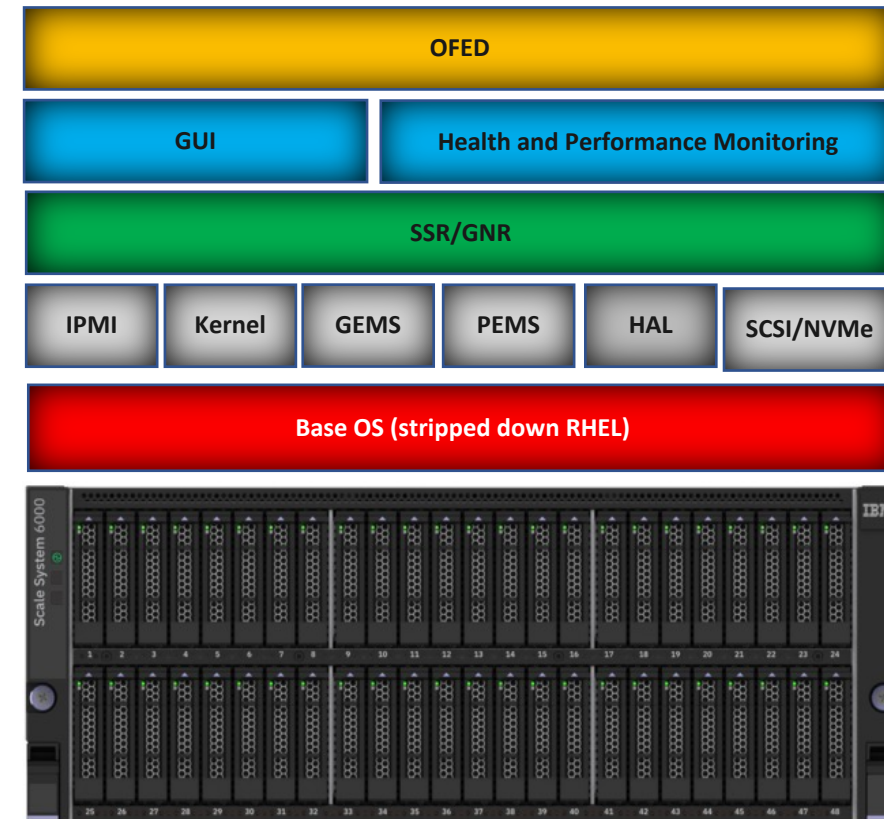 OFED
GUI
Health and Performance Monitoring
SSR/GNR
IPMI
Kernel
GEMS
PEMS
HAL
SCSI/NVMe
Base OS (stripped down RHEL)
Scale System 6000
IBM
1 2 3 4 5 6 7 8 9 10 11 12 13 14 15 16 17 18 19 20 21 22 23 24
25 26 27 28 29 30 31 32 33 34 35 36 37 38 39 40 41 42 43 44 45 46 47 48